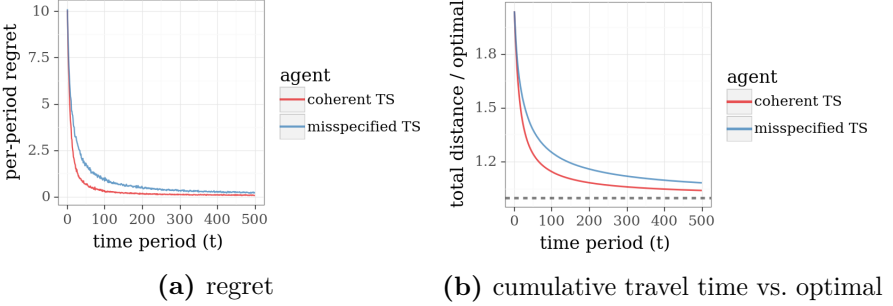 per-period regret
10
7.5
5
2.5
0
0 100 200 300 400 500
time period (t)
agent
coherent TS
misspecified TS
(a) regret
total distance / optimal
1.8
1.5
1.2
0 100 200 300 400 500
time period (t)
agent
coherent TS
misspecified TS
(b) cumulative travel time vs. optimal